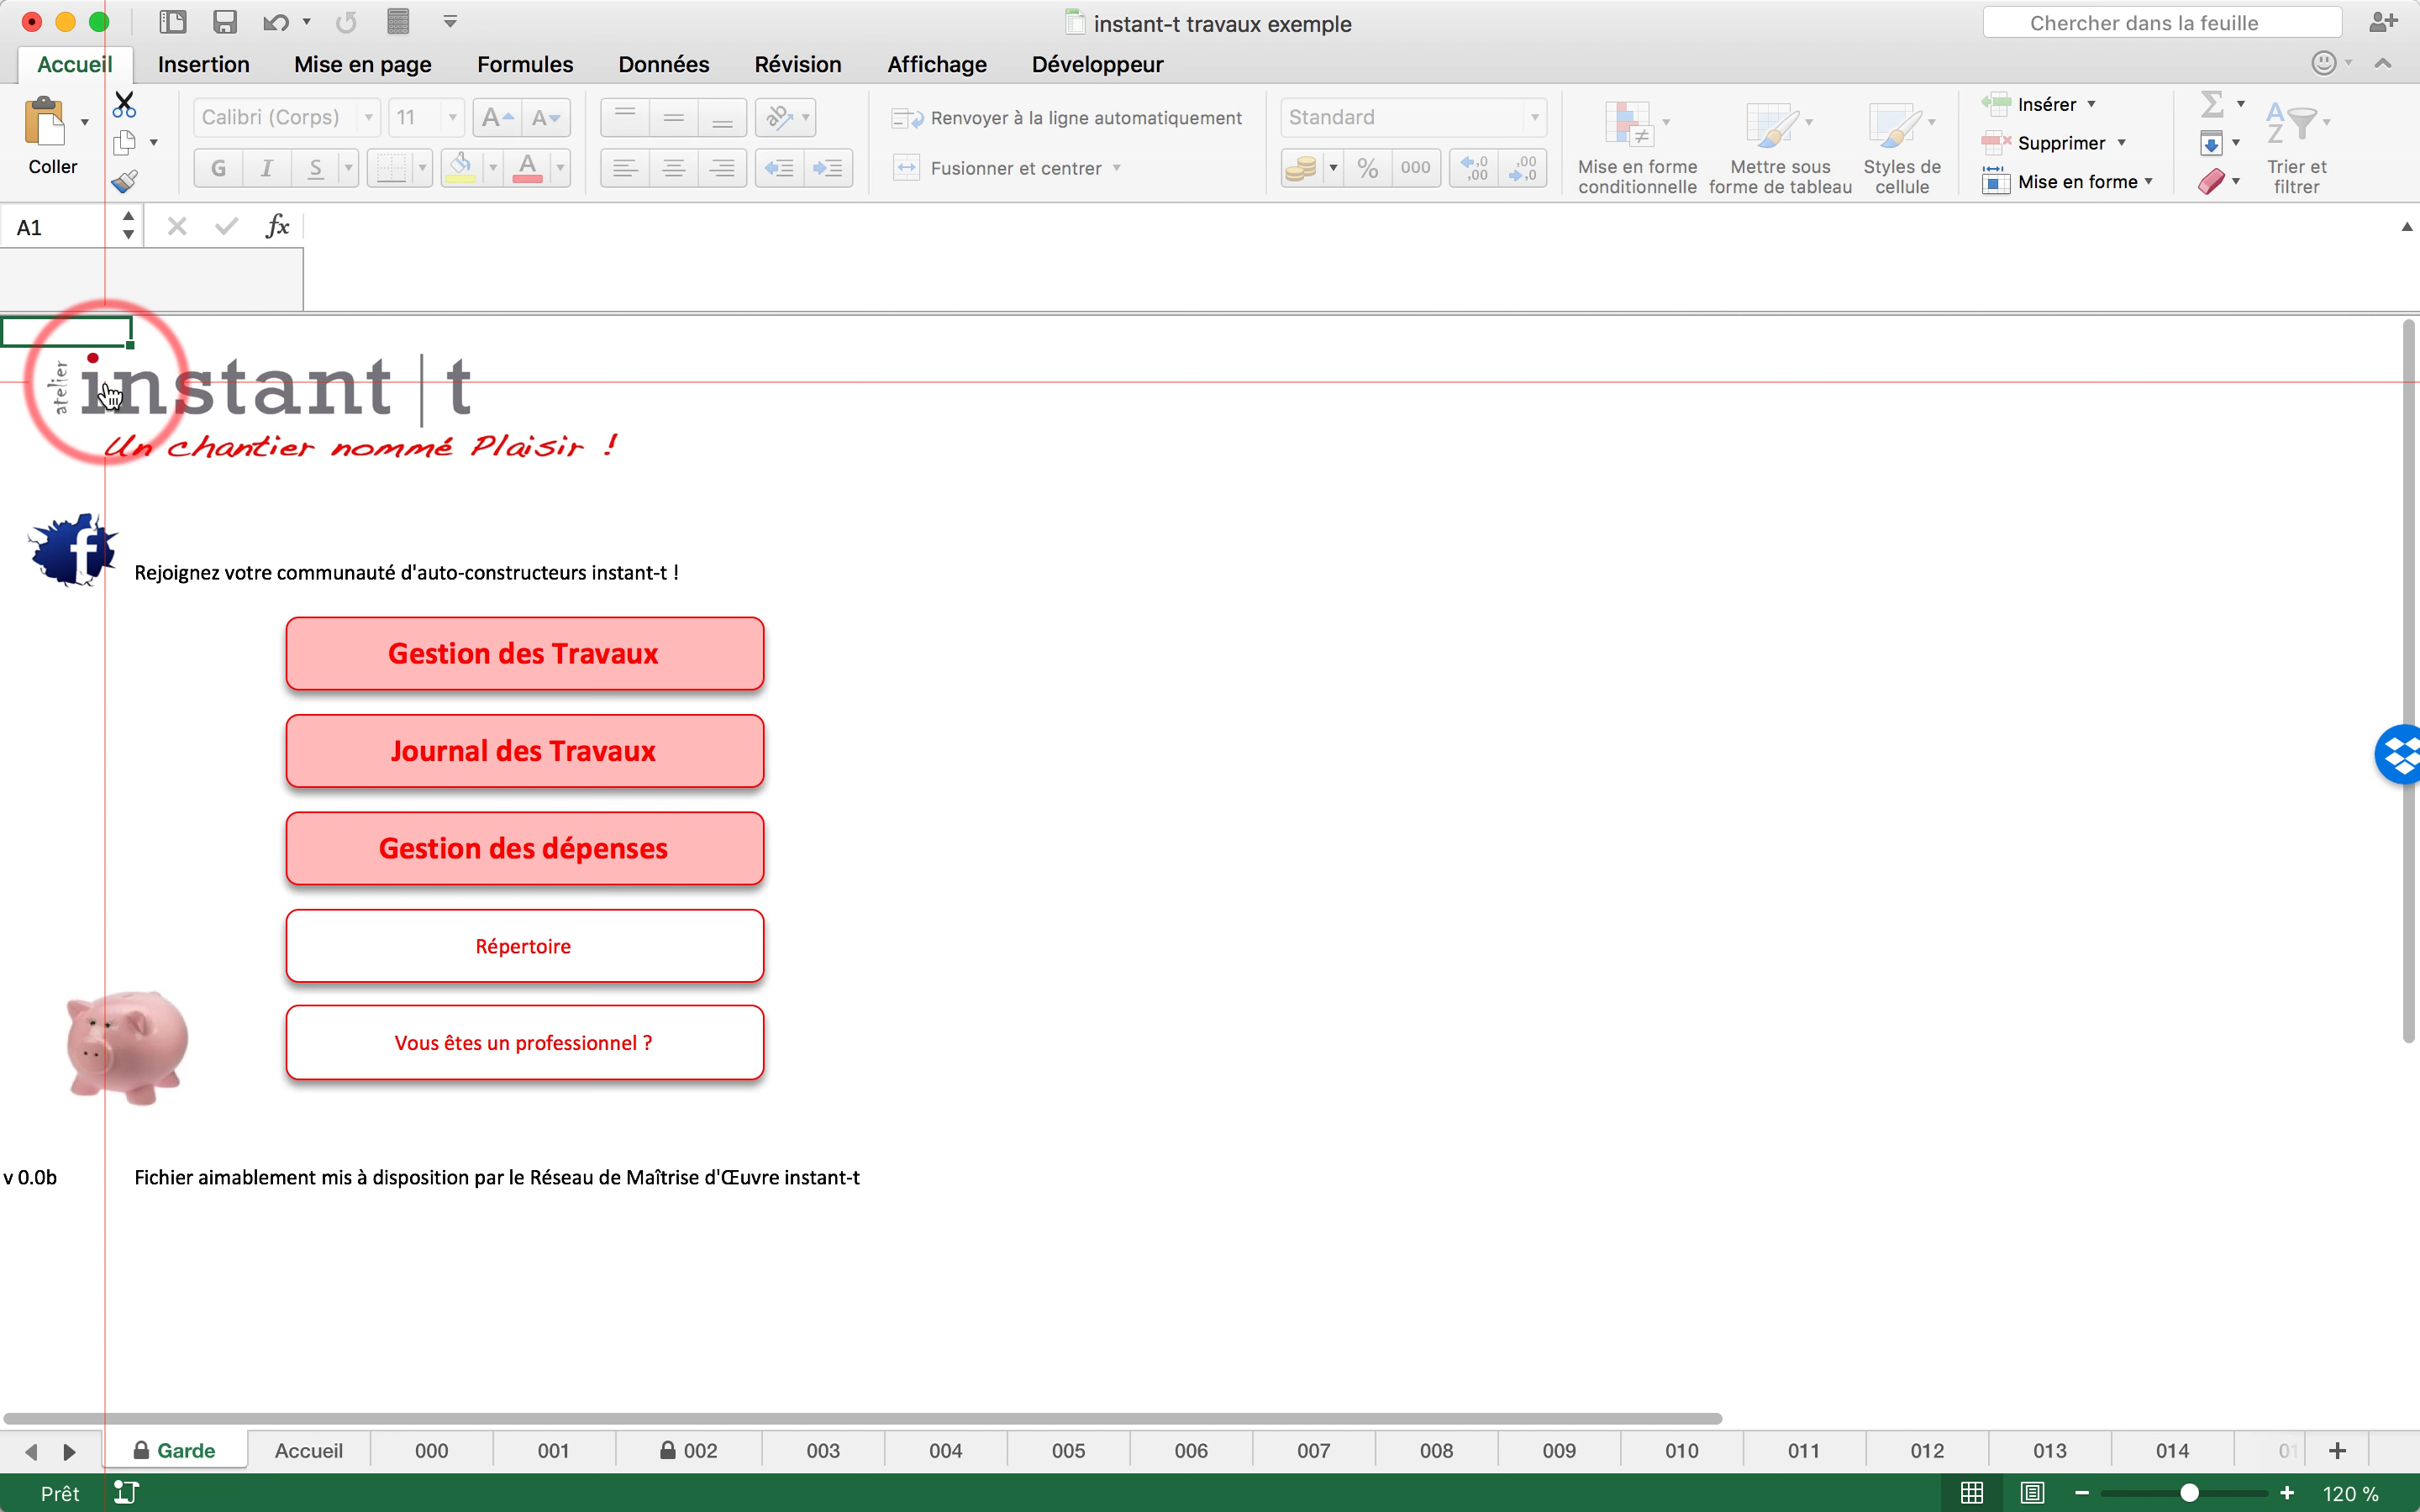 instant-t travaux exemple
Chercher dans la feuille
Accueil Insertion Mise en page Formules Données Révision Affichage Développeur
Coller
Calibri (Corps) 11 A A
G I S A
ab
Renvoyer à la ligne automatiquement
Fusionner et centrer
Standard
% 000 ,0 ,00 ,00 ,0
Mise en forme conditionnelle
Mettre sous forme de tableau
Styles de cellule
Insérer
Supprimer
Mise en forme
Σ
A Z
Trier et filtrer
A1 fx
atelier instant t
Un chantier nommé Plaisir !
f
Rejoignez votre communauté d'auto-constructeurs instant-t !
Gestion des Travaux
Journal des Travaux
Gestion des dépenses
Répertoire
Vous êtes un professionnel ?
v 0.0b Fichier aimablement mis à disposition par le Réseau de Maîtrise d'Œuvre instant-t
Garde Accueil 000 001 002 003 004 005 006 007 008 009 010 011 012 013 014
Prêt 120 %